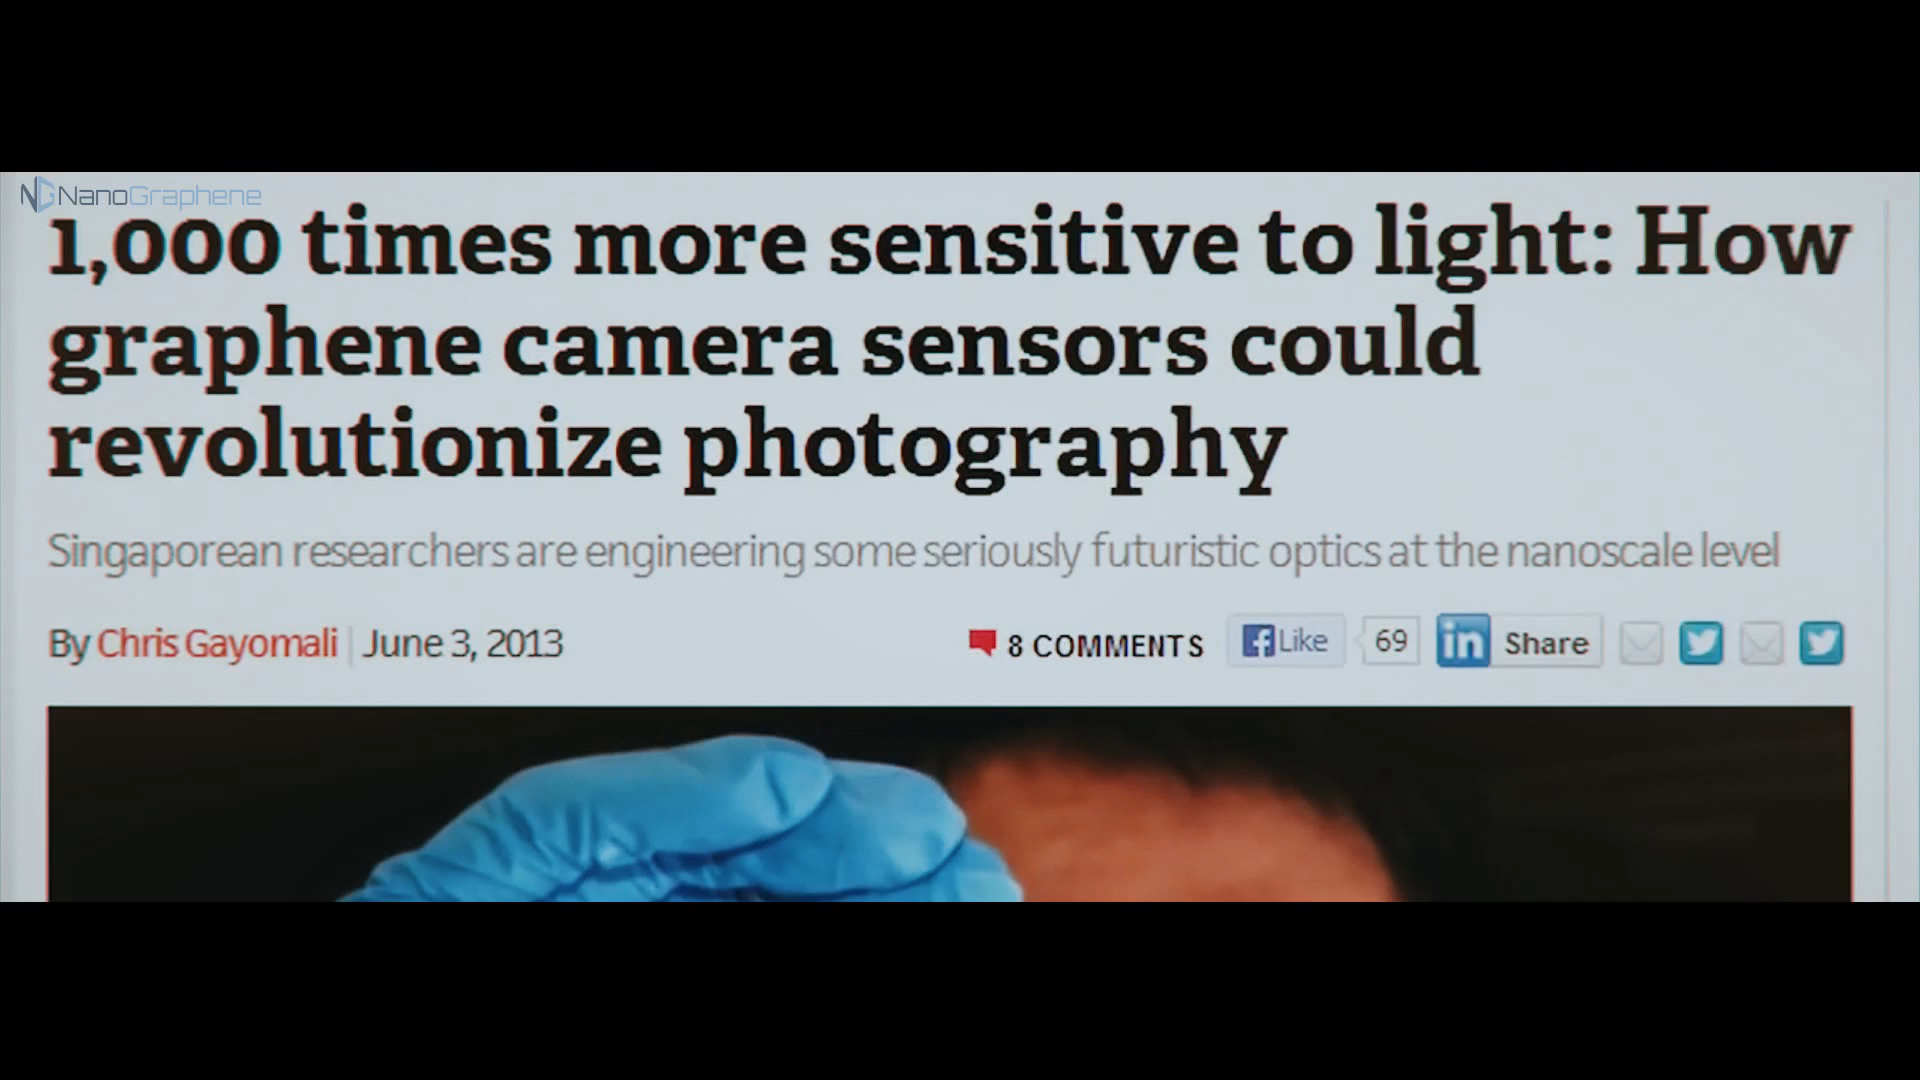 NanoGraphene
1,000 times more sensitive to light: How
graphene camera sensors could
revolutionize photography
Singaporean researchers are engineering some seriously futuristic optics at the nanoscale level
By Chris Gayomali | June 3, 2013
8 COMMENTS
Like
69
in Share